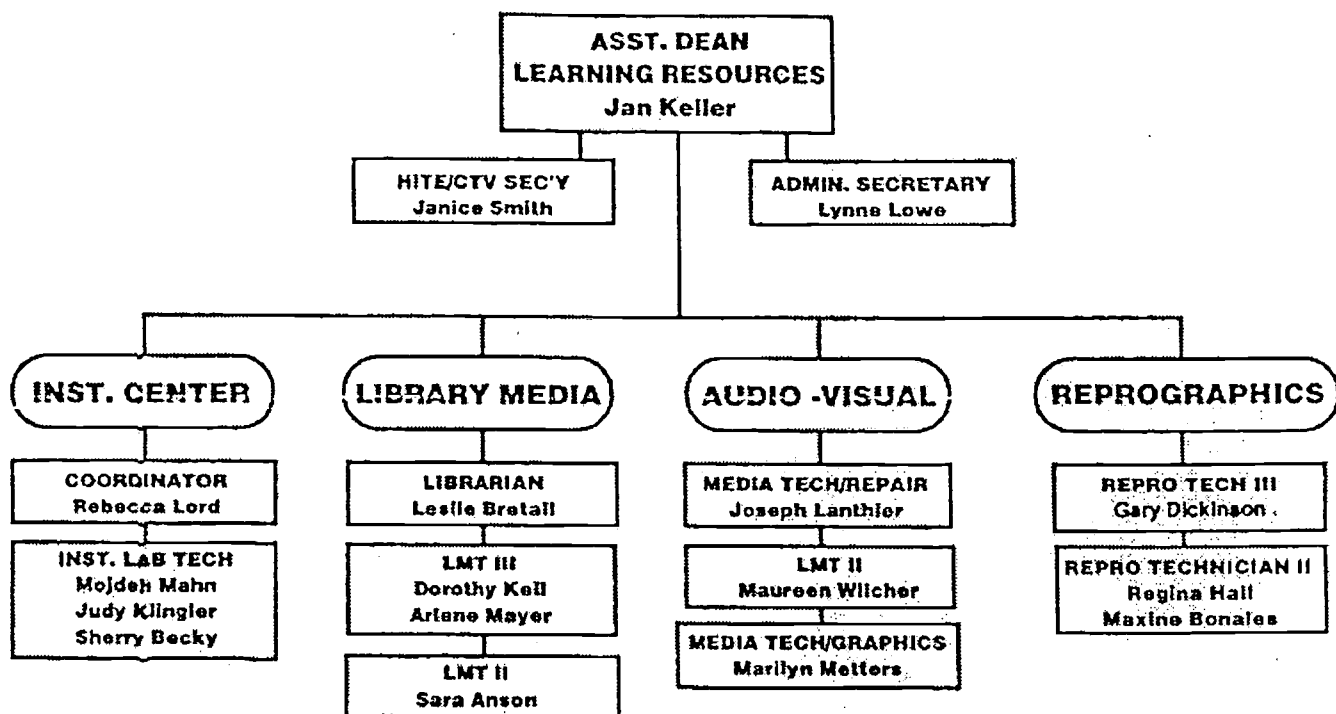 ASST. DEAN
LEARNING RESOURCES
Jan Keller
HITE/CTV SEC'Y
Janice Smith
ADMIN. SECRETARY
Lynne Lowe
INST. CENTER
COORDINATOR
Rebecca Lord
INST. LAB TECH
Mojdeh Mahn
Judy Klingler
Sherry Becky
LIBRARY MEDIA
LIBRARIAN
Leslie Bretall
LMT III
Dorothy Kell
Arlene Mayer
LMT II
Sara Anson
AUDIO -VISUAL
MEDIA TECH/REPAIR
Joseph Lanthier
LMT II
Maureen Wilcher
MEDIA TECH/GRAPHICS
Marilyn Metters
REPROGRAPHICS
REPRO TECH III
Gary Dickinson
REPRO TECHNICIAN II
Regina Hall
Maxine Bonales